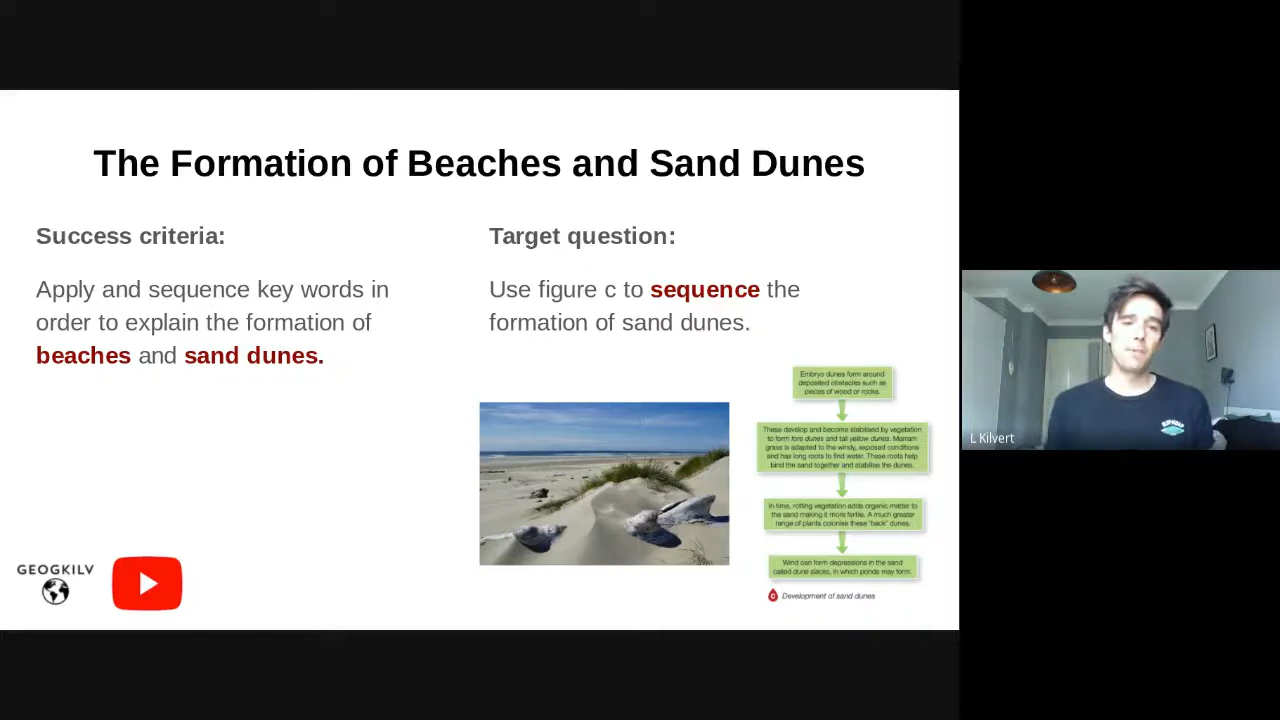 The Formation of Beaches and Sand Dunes
Success criteria:
Apply and sequence key words in
order to explain the formation of
beaches and sand dunes.
Target question:
Use figure c to sequence the
formation of sand dunes.
Embryo dunes form around
deposited obstacles such as
pieces of wood or rocks.
These develop and become stabilised by vegetation
to form fore dunes and tall yellow dunes. Marram
grass is adapted to the windy, exposed conditions
and has long roots to find water. These roots help
bind the sand together and stabilise the dunes.
In time, rotting vegetation adds organic matter to
the sand making it more fertile. A much greater
range of plants colonise these 'back' dunes.
Wind can form depressions in the sand
called dune slacks, in which ponds may form.
Development of sand dunes
GEOGKILV
L Kilvert